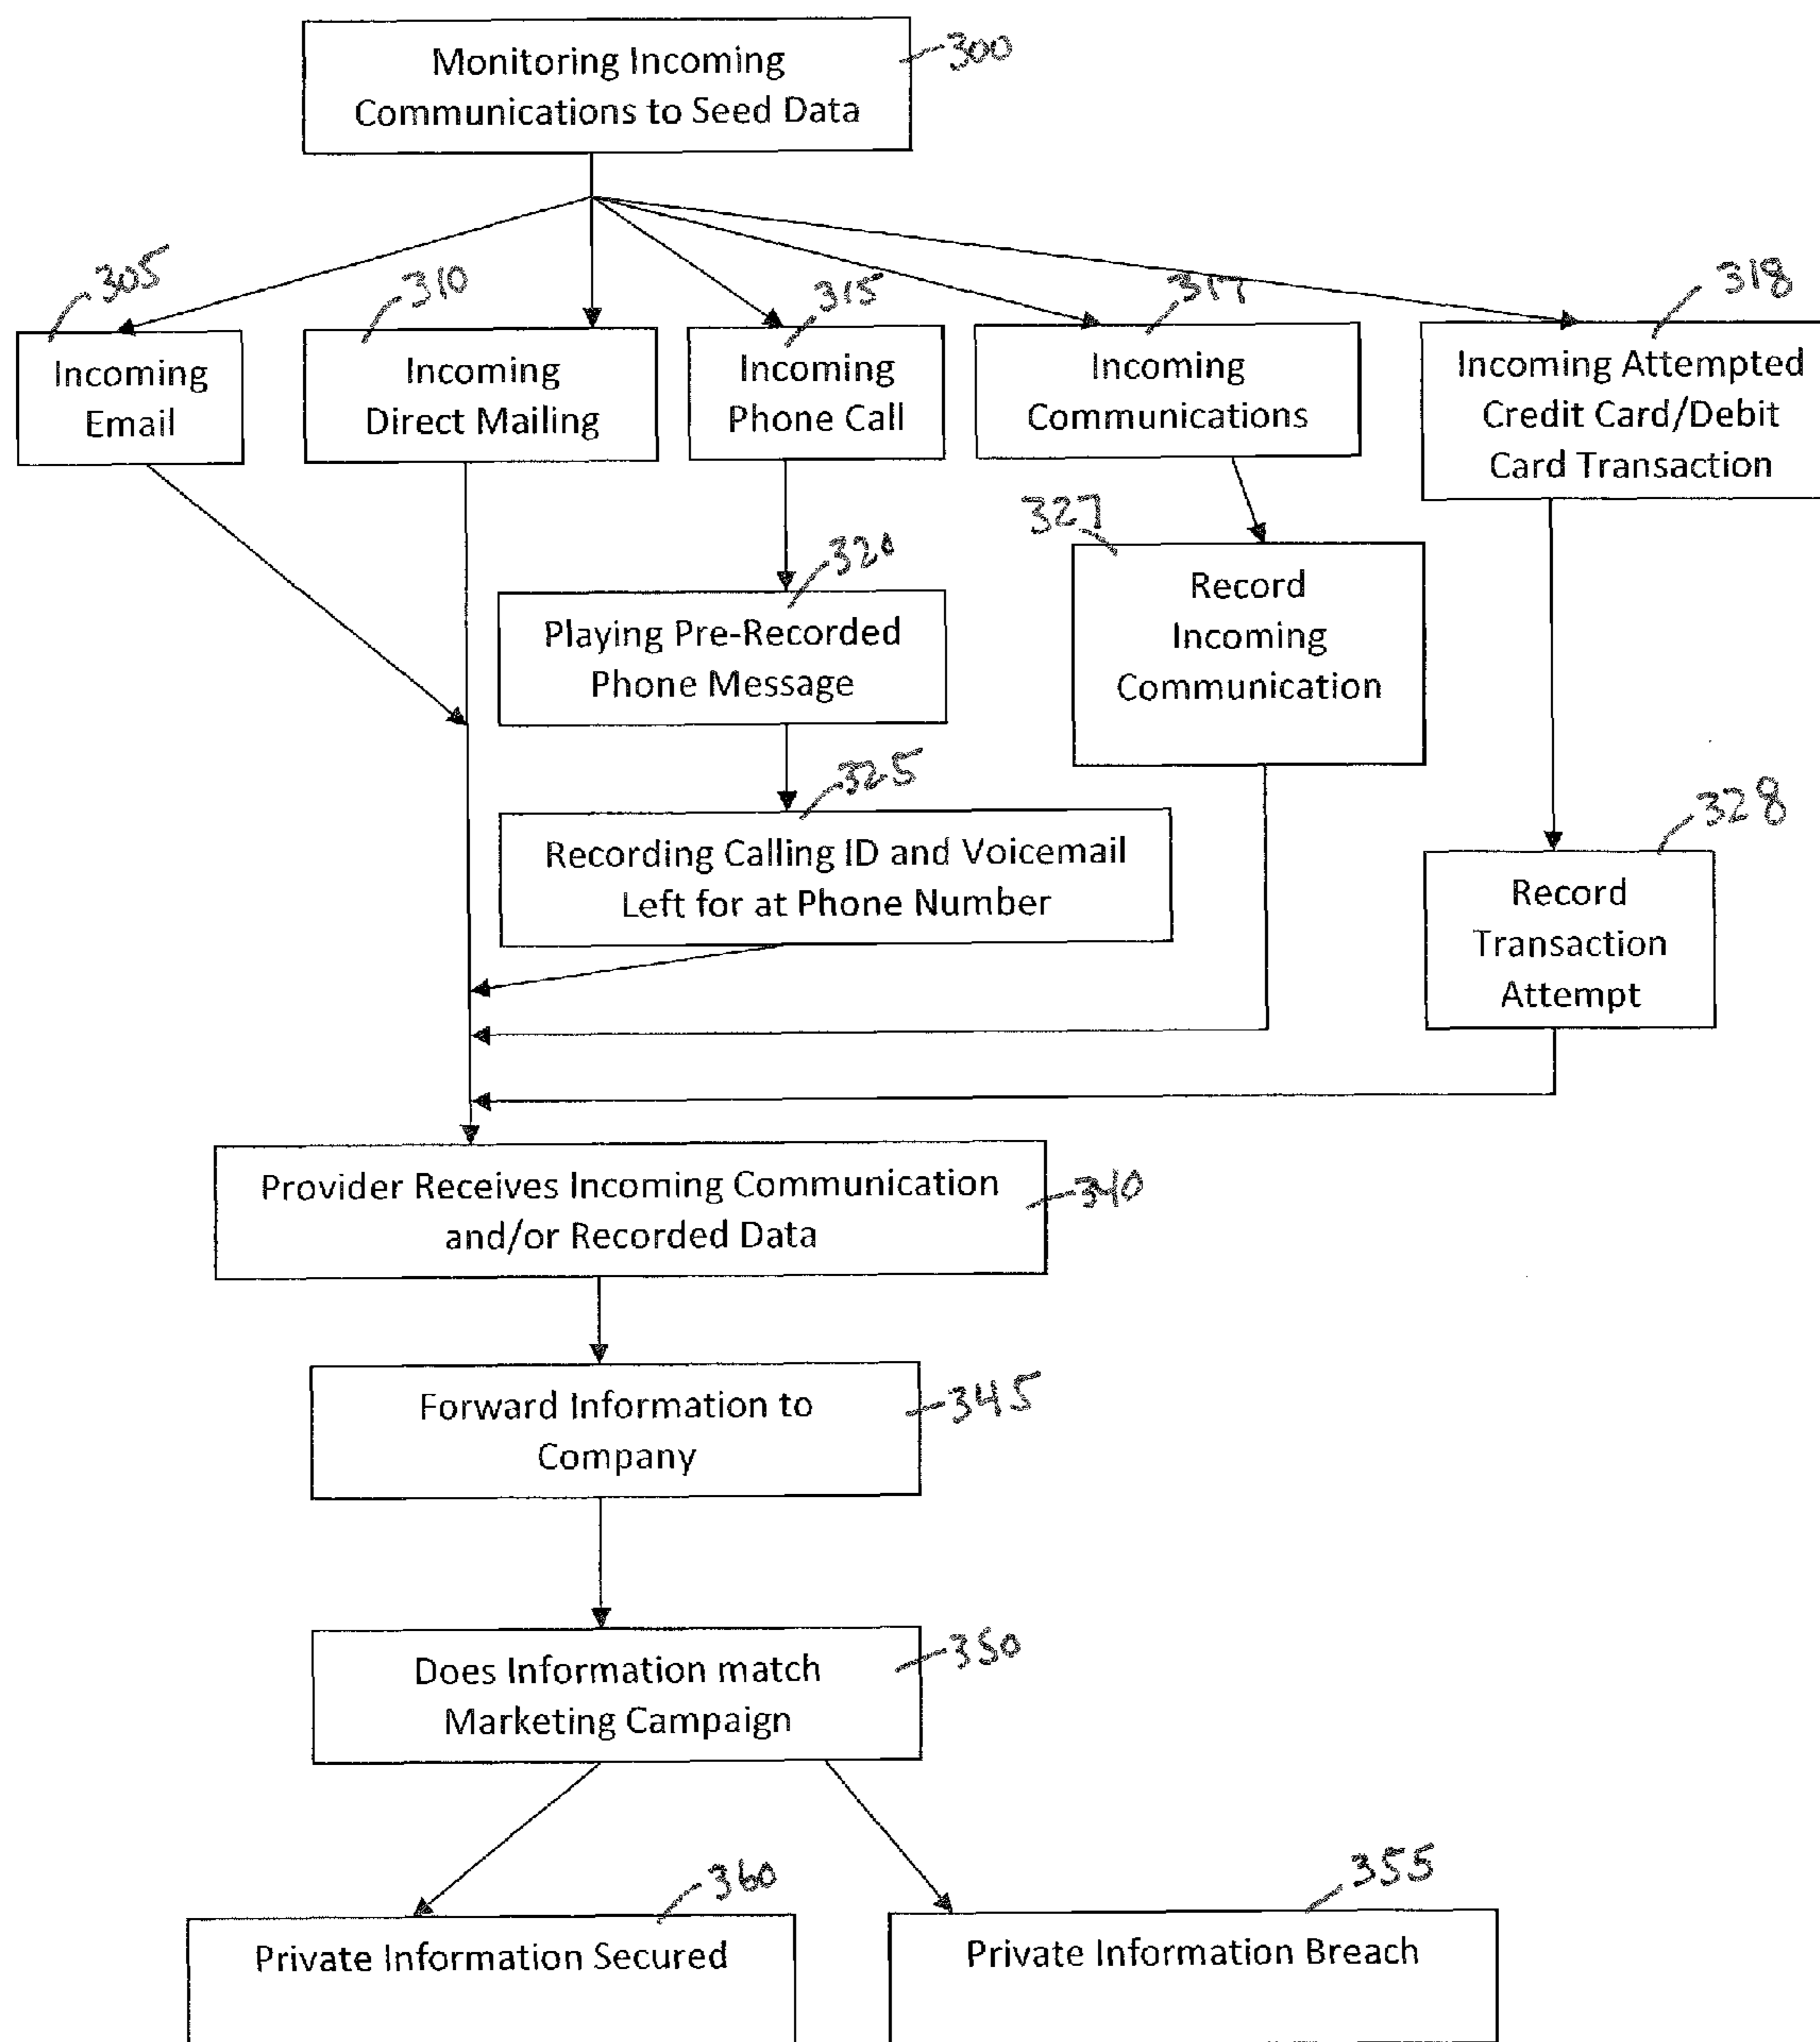 Monitoring Incoming
Communications to Seed Data
300
305
310
315
317
318
Incoming
Email
Incoming
Direct Mailing
Incoming
Phone Call
Incoming
Communications
Incoming Attempted
Credit Card/Debit
Card Transaction
320
Playing Pre-Recorded
Phone Message
327
Record
Incoming
Communication
325
Recording Calling ID and Voicemail
Left for at Phone Number
328
Record
Transaction
Attempt
Provider Receives Incoming Communication
and/or Recorded Data
340
Forward Information to
Company
345
Does Information match
Marketing Campaign
350
360
Private Information Secured
355
Private Information Breach